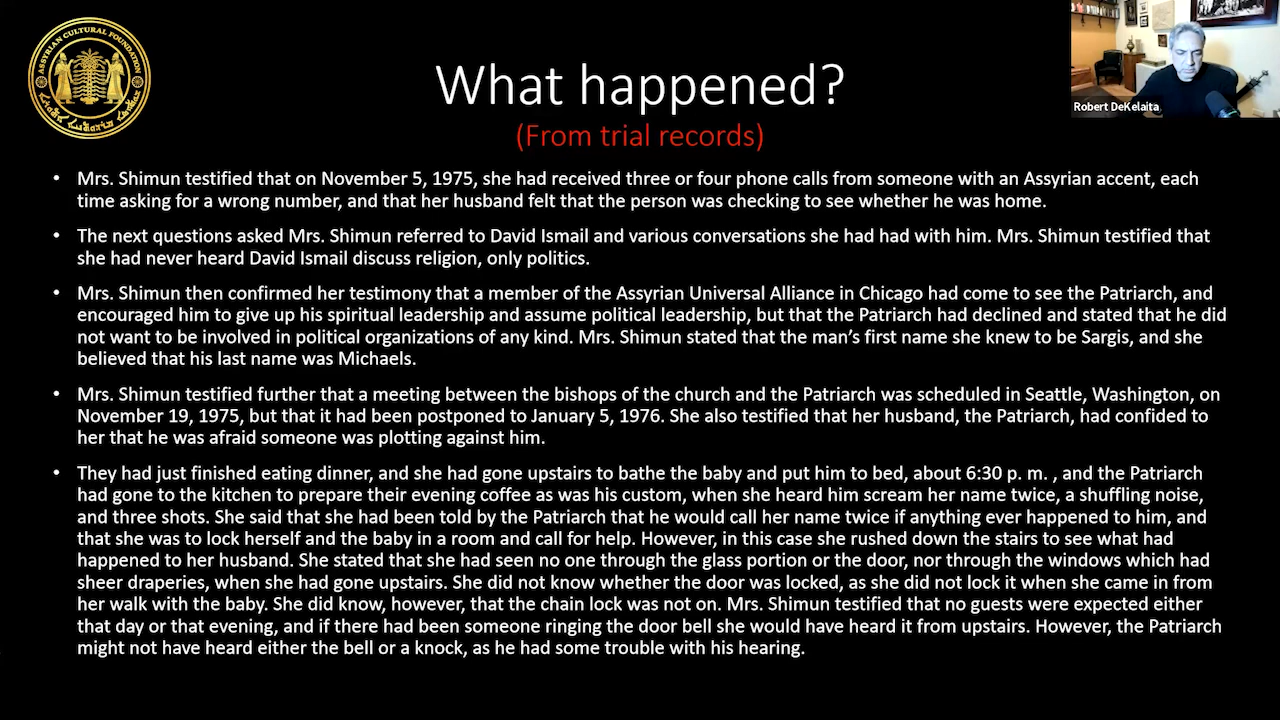 ASSYRIAN CULTURAL FOUNDATION
What happened?
(From trial records)
Robert DeKelaita
• Mrs. Shimun testified that on November 5, 1975, she had received three or four phone calls from someone with an Assyrian accent, each
time asking for a wrong number, and that her husband felt that the person was checking to see whether he was home.
• The next questions asked Mrs. Shimun referred to David Ismail and various conversations she had had with him. Mrs. Shimun testified that
she had never heard David Ismail discuss religion, only politics.
• Mrs. Shimun then confirmed her testimony that a member of the Assyrian Universal Alliance in Chicago had come to see the Patriarch, and
encouraged him to give up his spiritual leadership and assume political leadership, but that the Patriarch had declined and stated that he did
not want to be involved in political organizations of any kind. Mrs. Shimun stated that the man’s first name she knew to be Sargis, and she
believed that his last name was Michaels.
• Mrs. Shimun testified further that a meeting between the bishops of the church and the Patriarch was scheduled in Seattle, Washington, on
November 19, 1975, but that it had been postponed to January 5, 1976. She also testified that her husband, the Patriarch, had confided to
her that he was afraid someone was plotting against him.
• They had just finished eating dinner, and she had gone upstairs to bathe the baby and put him to bed, about 6:30 p. m. , and the Patriarch
had gone to the kitchen to prepare their evening coffee as was his custom, when she heard him scream her name twice, a shuffling noise,
and three shots. She said that she had been told by the Patriarch that he would call her name twice if anything ever happened to him, and
that she was to lock herself and the baby in a room and call for help. However, in this case she rushed down the stairs to see what had
happened to her husband. She stated that she had seen no one through the glass portion or the door, nor through the windows which had
sheer draperies, when she had gone upstairs. She did not know whether the door was locked, as she did not lock it when she came in from
her walk with the baby. She did know, however, that the chain lock was not on. Mrs. Shimun testified that no guests were expected either
that day or that evening, and if there had been someone ringing the door bell she would have heard it from upstairs. However, the Patriarch
might not have heard either the bell or a knock, as he had some trouble with his hearing.